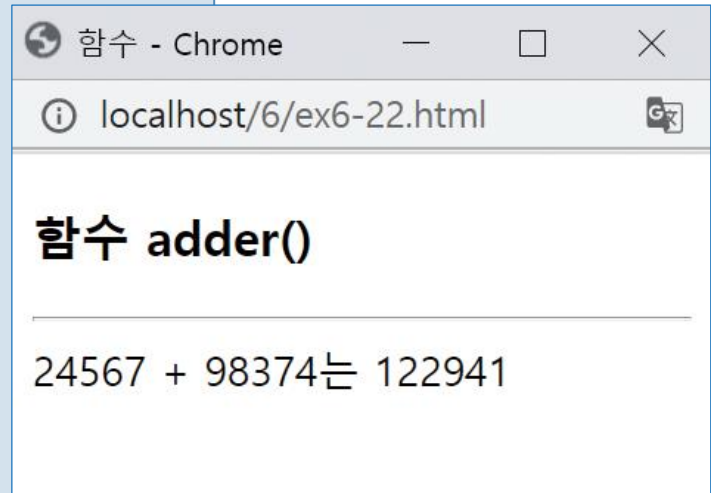 함수 - Chrome
localhost/6/ex6-22.html
함수 adder()
24567 + 98374는 122941